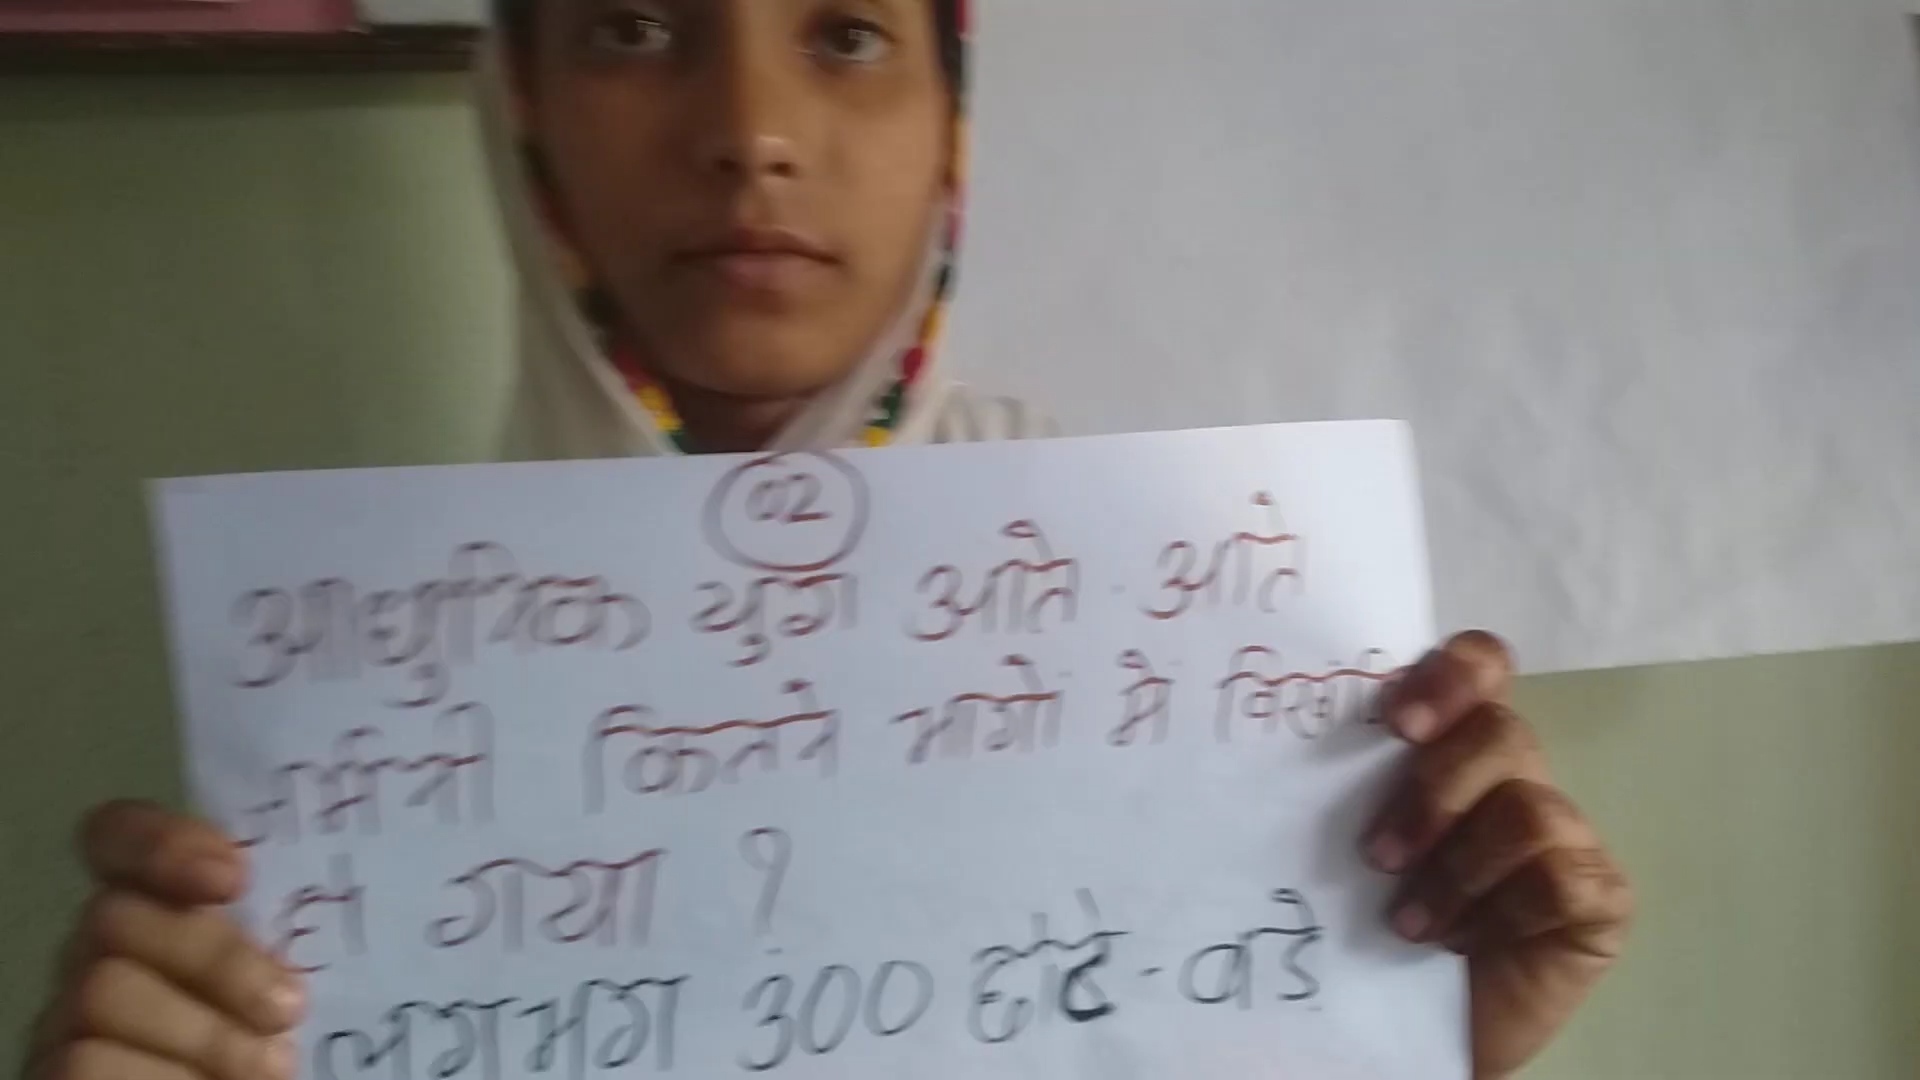 02
आधुनिक युग आते - आते
जर्मनी कितने भागों में
हो गया ?
लगभग 300 छोटे - बड़े